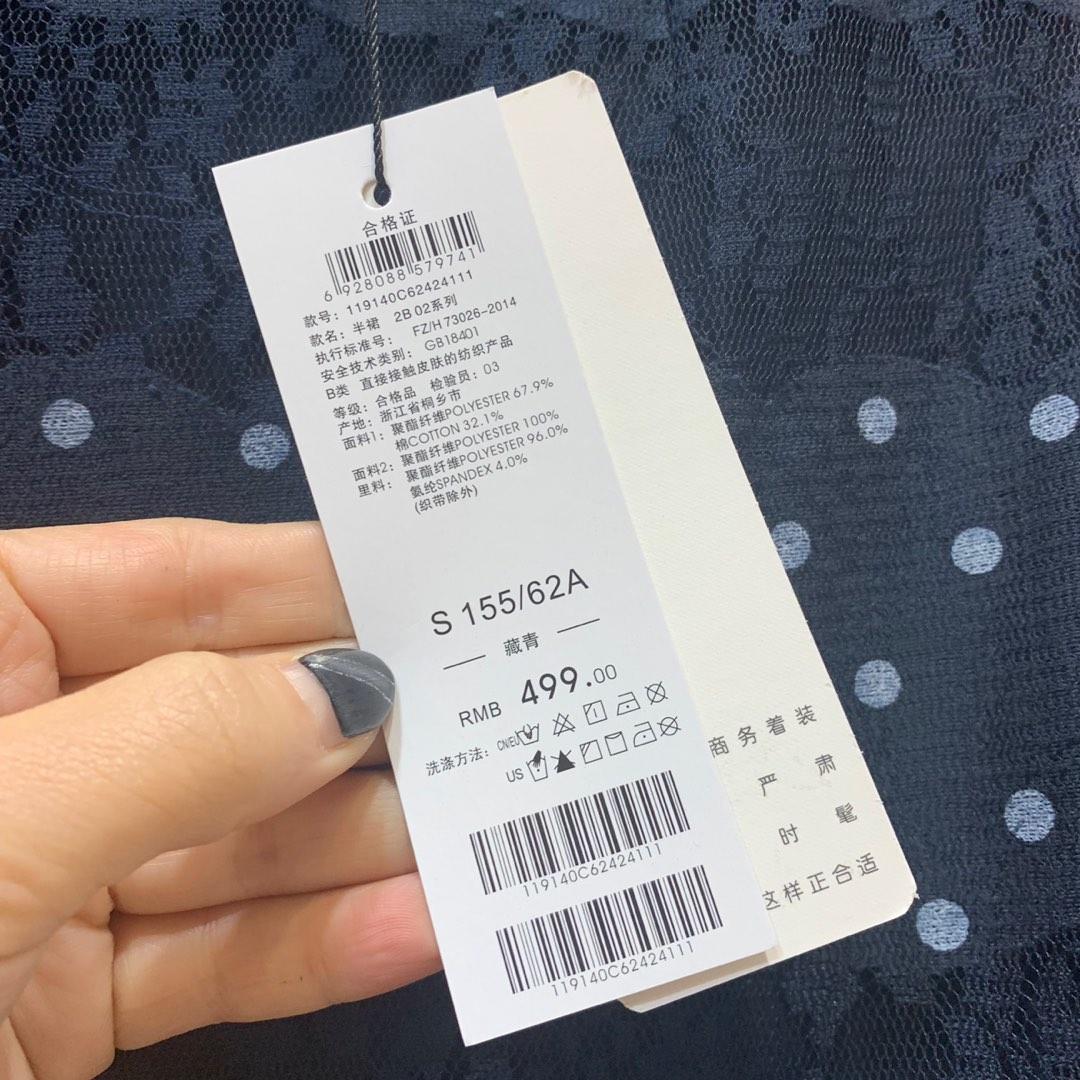 合格证
6 928088 579741
款号：119140C62424111
款名：半裙 2B 02系列
执行标准号： FZ/H 73026-2014
安全技术类别： GB18401
B类 直接接触皮肤的纺织产品
等级：合格品 检验员：03
产地：浙江省桐乡市
面料1：聚酯纤维POLYESTER 67.9%
棉COTTON 32.1%
面料2：聚酯纤维POLYESTER 100%
里料：聚酯纤维POLYESTER 96.0%
氨纶SPANDEX 4.0%
(织带除外)
S 155/62A
藏青
RMB 499.00
洗涤方法：CN/EU
US
119140C62424111
119140C62424111
商务着装
严肃
时髦
这样正合适